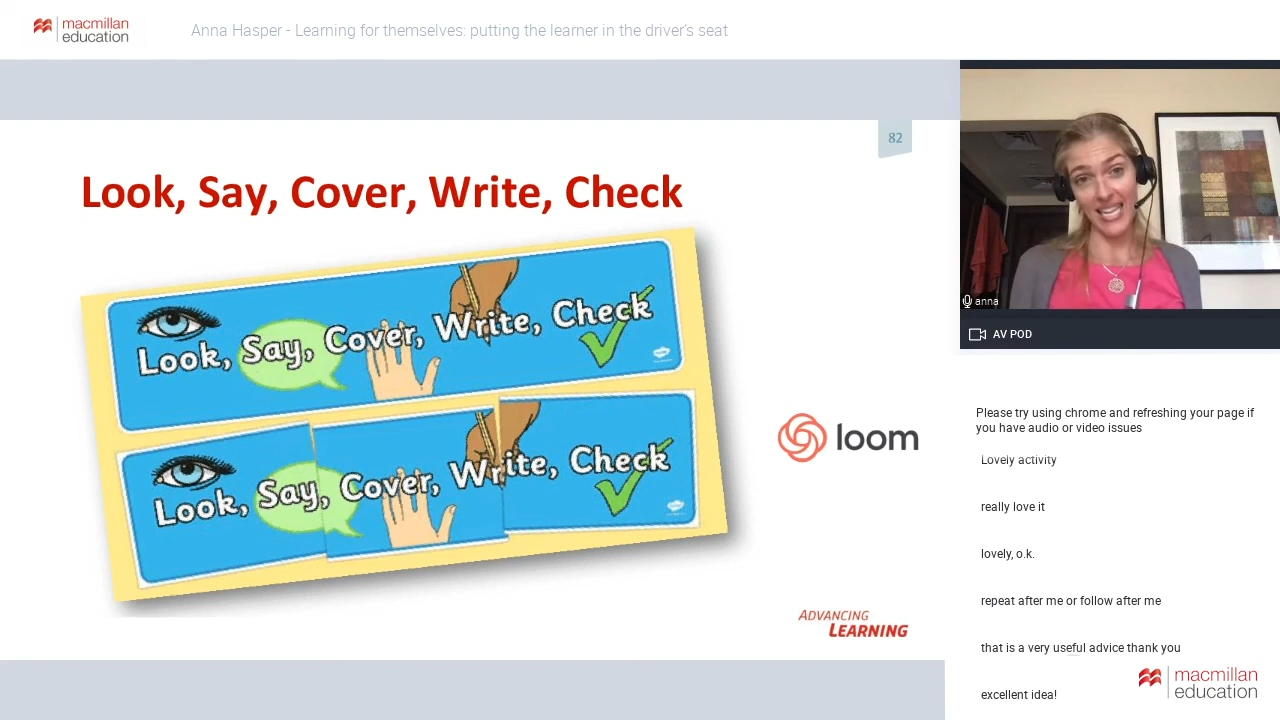 macmillan
education
Anna Hasper - Learning for themselves: putting the learner in the driver's seat
82
Look, Say, Cover, Write, Check
Look, Say, Cover, Write, Check
Look, Say, Cover, Write, Check
loom
ADVANCING
LEARNING
anna
AV POD
Please try using chrome and refreshing your page if
you have audio or video issues
Lovely activity
really love it
lovely, o.k.
repeat after me or follow after me
that is a very useful advice thank you
excellent idea!
macmillan
education